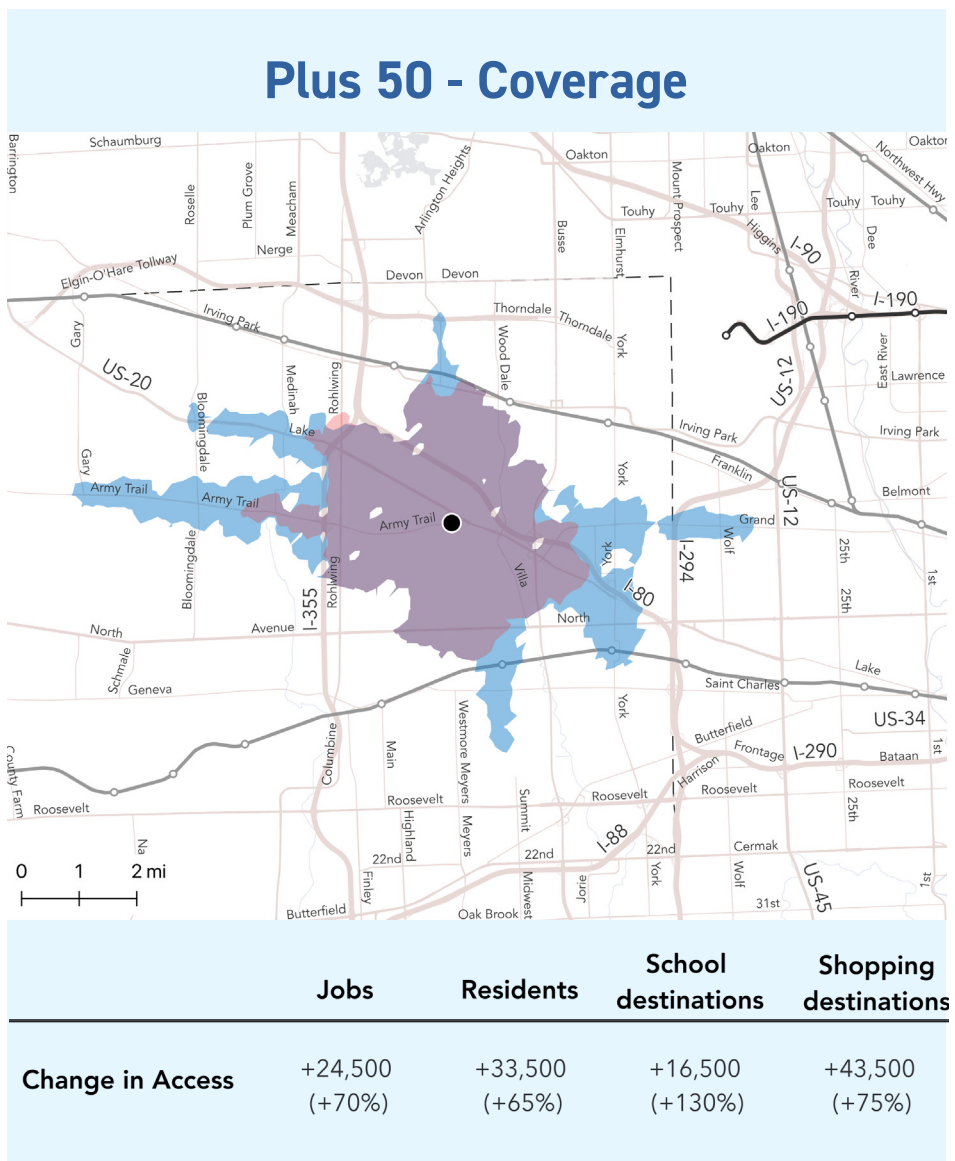 Plus 50 - Coverage
Barrington
Schaumburg
Roselle
Plum Grove
Meacham
Arlington Heights
Oakton
Oakton
Oakton
Northwest Hwy
Mount Prospect
Lee
Touhy
Touhy
Touhy
Touhy
Busse
Elmhurst
Higgins
I-90
Dee
Nerge
Elgin-O'Hare Tollway
Devon
Devon
River
I-190
I-190
Irving Park
Thorndale
Thorndale
York
Gary
Wood Dale
East River
US-20
Medinah
Rohlwing
US-12
Lawrence
Bloomingdale
Lake
Irving Park
Irving Park
Gary
York
Franklin
US-12
Army Trail
Army Trail
Army Trail
Belmont
Grand
Wolf
Bloomingdale
Rohlwing
Villa
York
I-294
25th
1st
I-355
I-80
25th
North
Avenue
North
Schmale
Geneva
Lake
Saint Charles
York
US-34
Columbine
Main
Westmore Meyers
Butterfield
Frontage
I-290
Bataan
1st
County Farm
Harrison
Roosevelt
Roosevelt
Roosevelt
Roosevelt
Roosevelt
25th
Summit
Highland
Meyers
I-88
Na
22nd
22nd
22nd
Cermak
0 1 2 mi
Finley
Midwest
Jorie
York
Wolf
US-45
1st
Butterfield
Oak Brook
31st
Jobs
Residents
School
destinations
Shopping
destinations
Change in Access
+24,500
(+70%)
+33,500
(+65%)
+16,500
(+130%)
+43,500
(+75%)